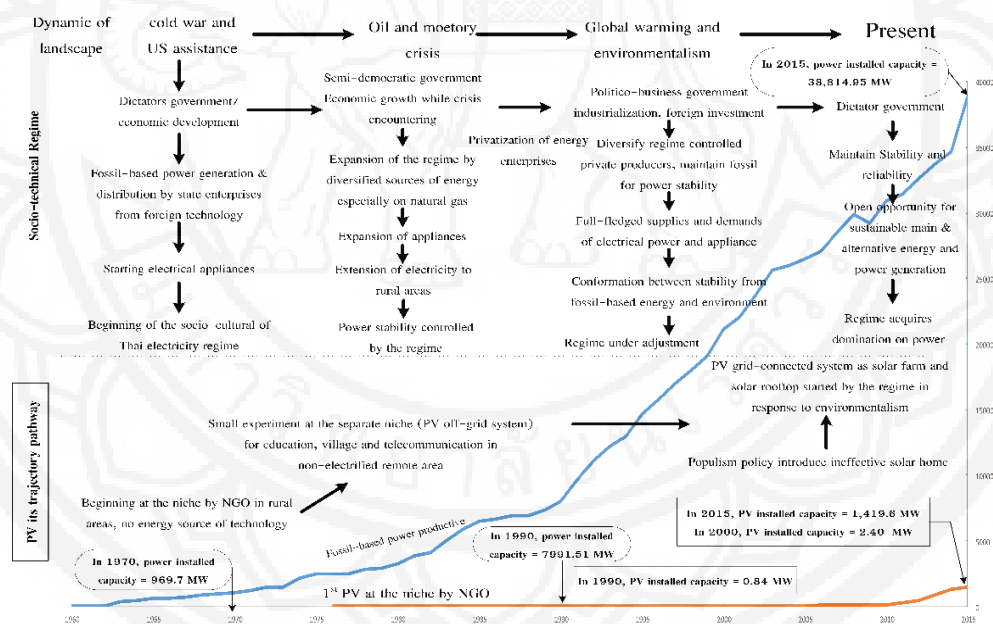 Dynamic of
landscape
cold war and
US assistance
Oil and moetory
crisis
Global warming and
environmentalism
Present
In 2015, power installed capacity =
38,814.95 MW
Socio-technical Regime
Dictators government/
economic development
Fossil-based power generation &
distribution by state enterprises
from foreign technology
Starting electrical appliances
Beginning of the socio-cultural of
Thai electricity regime
Semi-democratic government
Economic growth while crisis
encountering
Expansion of the regime by
diversified sources of energy
especially on natural gas
Expansion of appliances
Extension of electricity to
rural areas
Power stability controlled
by the regime
Privatization of energy
enterprises
Politico-business government
industrialization, foreign investment
Diversify regime controlled
private producers, maintain fossil
for power stability
Full-fledged supplies and demands
of electrical power and appliance
Conformation between stability from
fossil-based energy and environment
Regime under adjustment
Dictator government
Maintain Stability and
reliability
Open opportunity for
sustainable main &
alternative energy and
power generation
Regime acquires
domination on power
PV its trajectory pathway
PV grid-connected system as solar farm and
solar rooftop started by the regime in
response to environmentalism
Small experiment at the separate niche (PV off-grid system)
for education, village and telecommunication in
non-electrified remote area
Populism policy introduce ineffective solar home
Beginning at the niche by NGO in rural
areas, no energy source of technology
Fossil-based power productive
In 2015, PV installed capacity = 1,419.6 MW
In 2000, PV installed capacity = 2.40 MW
In 1990, power installed
capacity = 7991.51 MW
In 1970, power installed
capacity = 969.7 MW
In 1990, PV installed capacity = 0.84 MW
1st PV at the niche by NGO
40000
35000
30000
25000
20000
15000
10000
5000
1960 1965 1970 1975 1980 1985 1990 1995 2000 2005 2010 2015